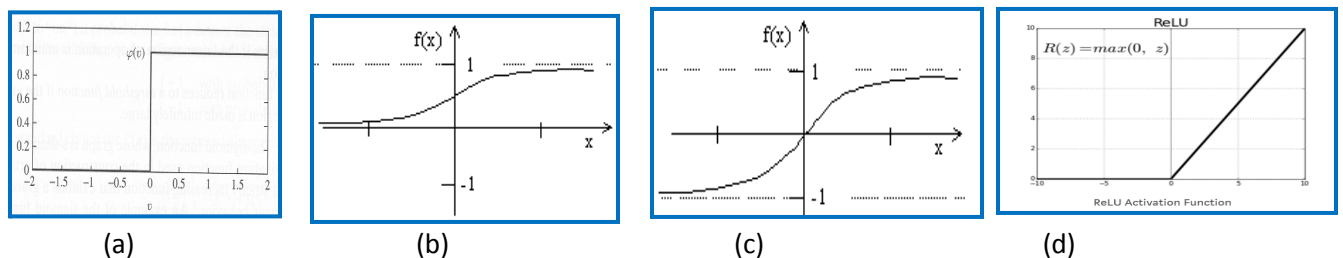 1.2
1
0.8
0.6
0.4
0.2
0
φ(v)
-2 -1.5 -1 -0.5 0 0.5 1 1.5 2
v
f(x)
1
x
-1
f(x)
1
x
-1
ReLU
R(z) = max(0, z)
10
8
6
4
2
0
-10 -5 0 5 10
ReLU Activation Function
(a) (b) (c) (d)